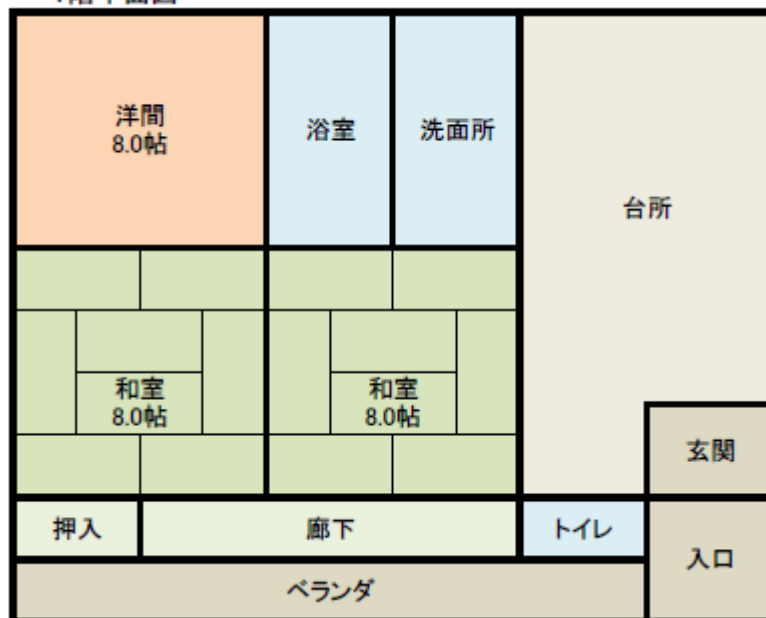 洋間
8.0帖
浴室
洗面所
台所
和室
8.0帖
和室
8.0帖
玄関
押入
廊下
トイレ
入口
ベランダ